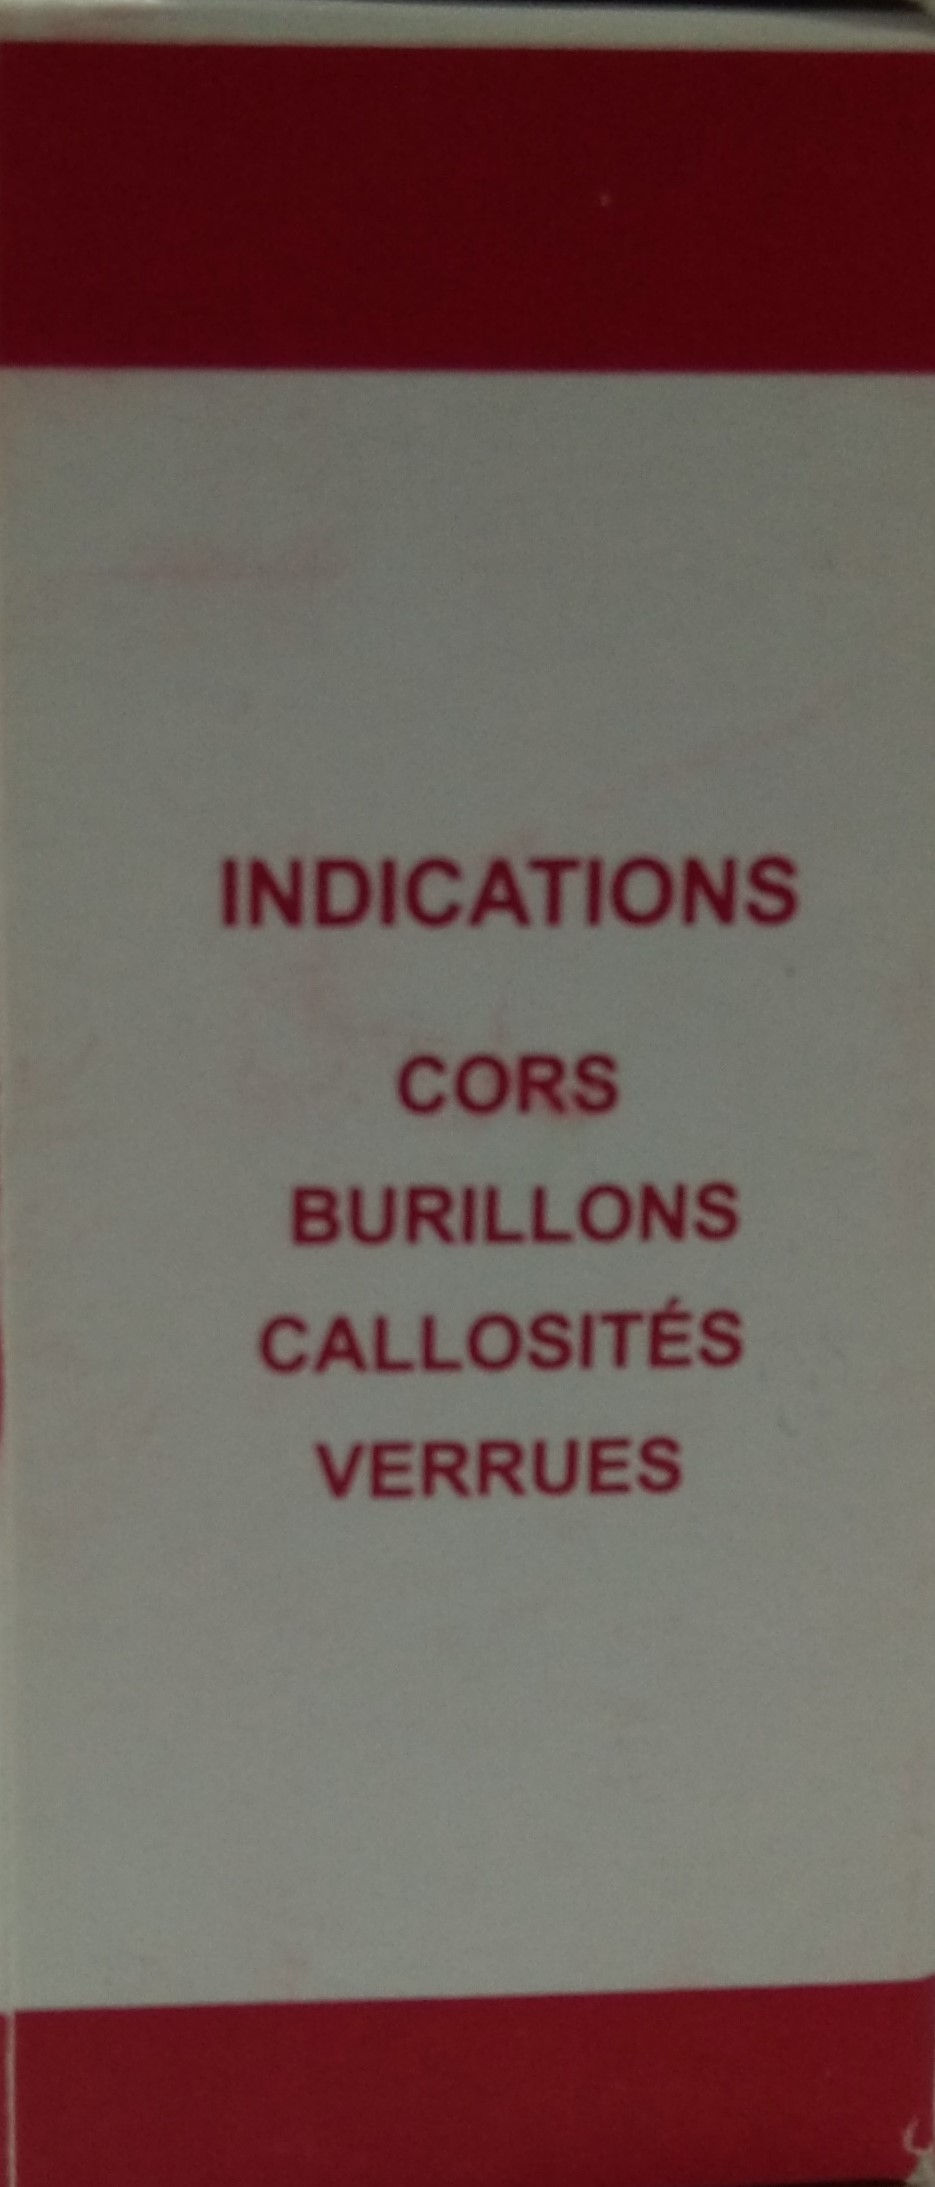 INDICATIONS
CORS
BURILLONS
CALLOSITÉS
VERRUES